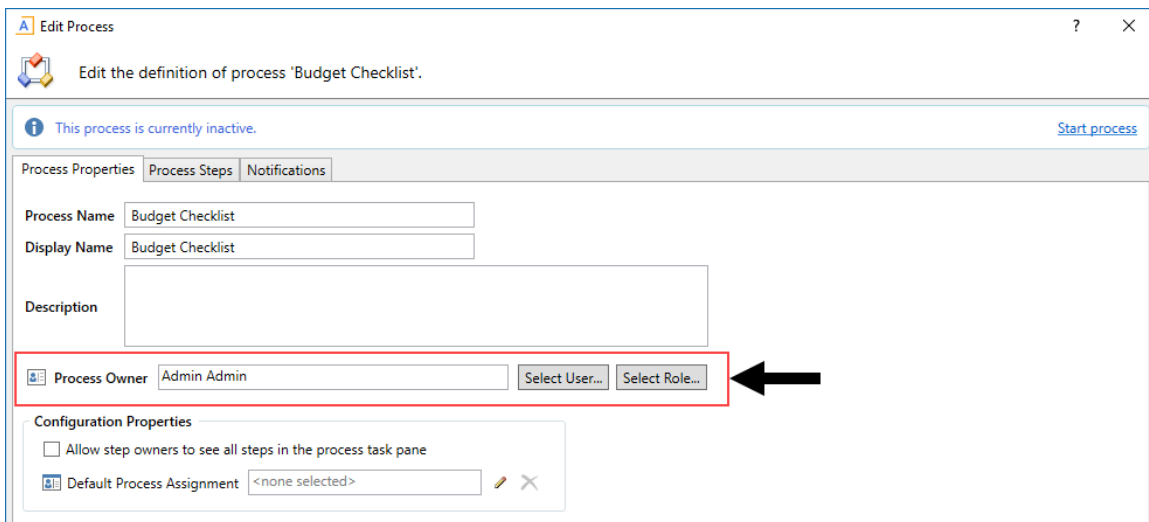 A Edit Process ?
Edit the definition of process 'Budget Checklist'.
This process is currently inactive. Start process
Process Properties Process Steps Notifications
Process Name Budget Checklist
Display Name Budget Checklist
Description
Process Owner Admin Admin Select User... Select Role...
Configuration Properties
Allow step owners to see all steps in the process task pane
Default Process Assignment <none selected>